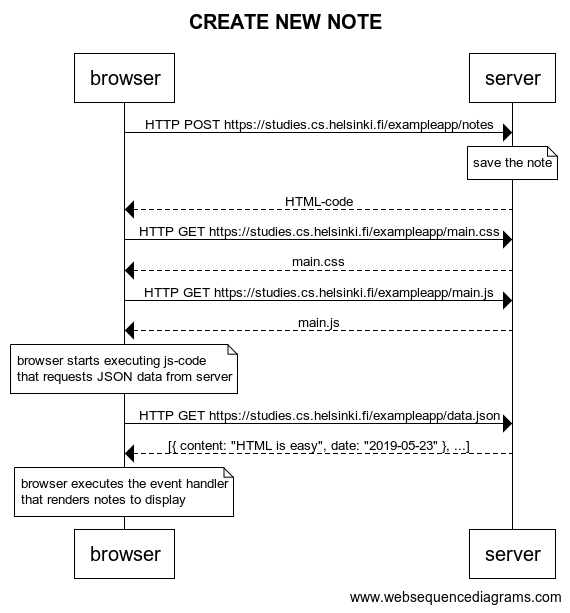 CREATE NEW NOTE
browser
server
HTTP POST https://studies.cs.helsinki.fi/exampleapp/notes
save the note
HTML-code
HTTP GET https://studies.cs.helsinki.fi/exampleapp/main.css
main.css
HTTP GET https://studies.cs.helsinki.fi/exampleapp/main.js
main.js
browser starts executing js-code
that requests JSON data from server
HTTP GET https://studies.cs.helsinki.fi/exampleapp/data.json
[{ content: "HTML is easy", date: "2019-05-23" }, ...]
browser executes the event handler
that renders notes to display
browser
server
www.websequencediagrams.com